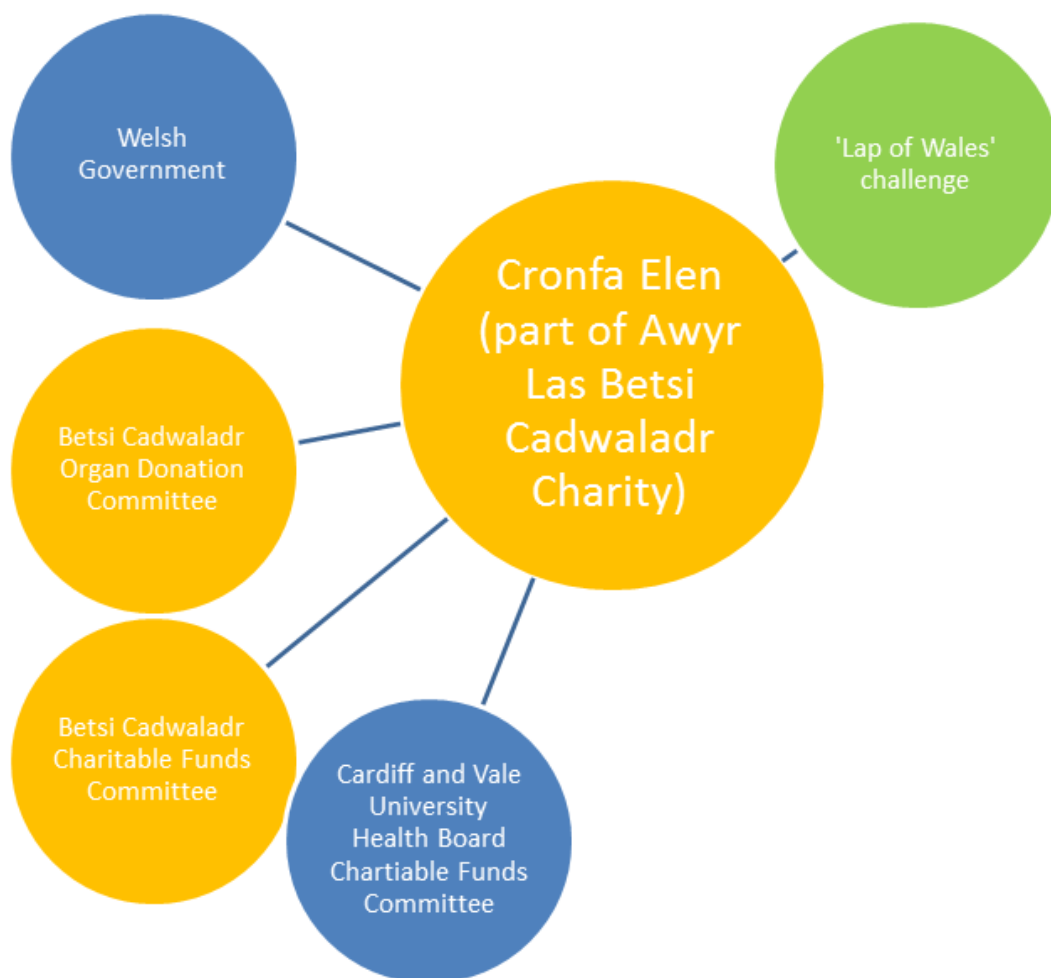 Welsh
Government
'Lap of Wales'
challenge
Cronfa Elen
(part of Awyr
Las Betsi
Cadwaladr
Charity)
Betsi Cadwaladr
Organ Donation
Committee
Betsi Cadwaladr
Charitable Funds
Committee
Cardiff and Vale
University
Health Board
Chartiable Funds
Committee